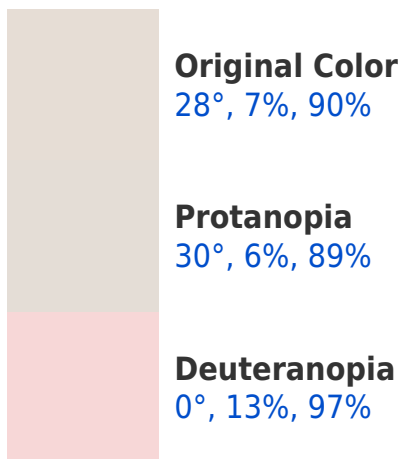 Original Color
28°, 7%, 90%
Protanopia
30°, 6%, 89%
Deuteranopia
0°, 13%, 97%